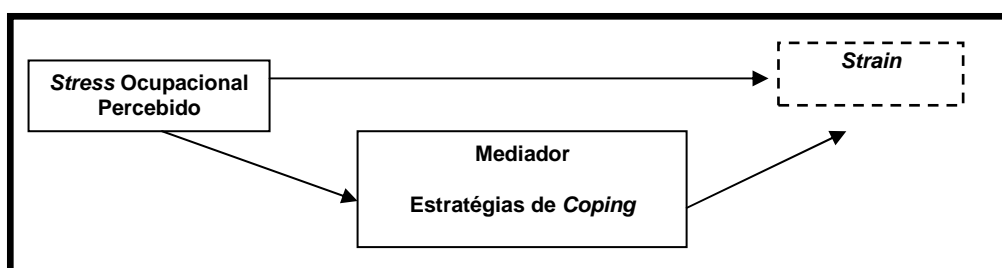 Stress Ocupacional
Percebido
Strain
Mediador
Estratégias de Coping